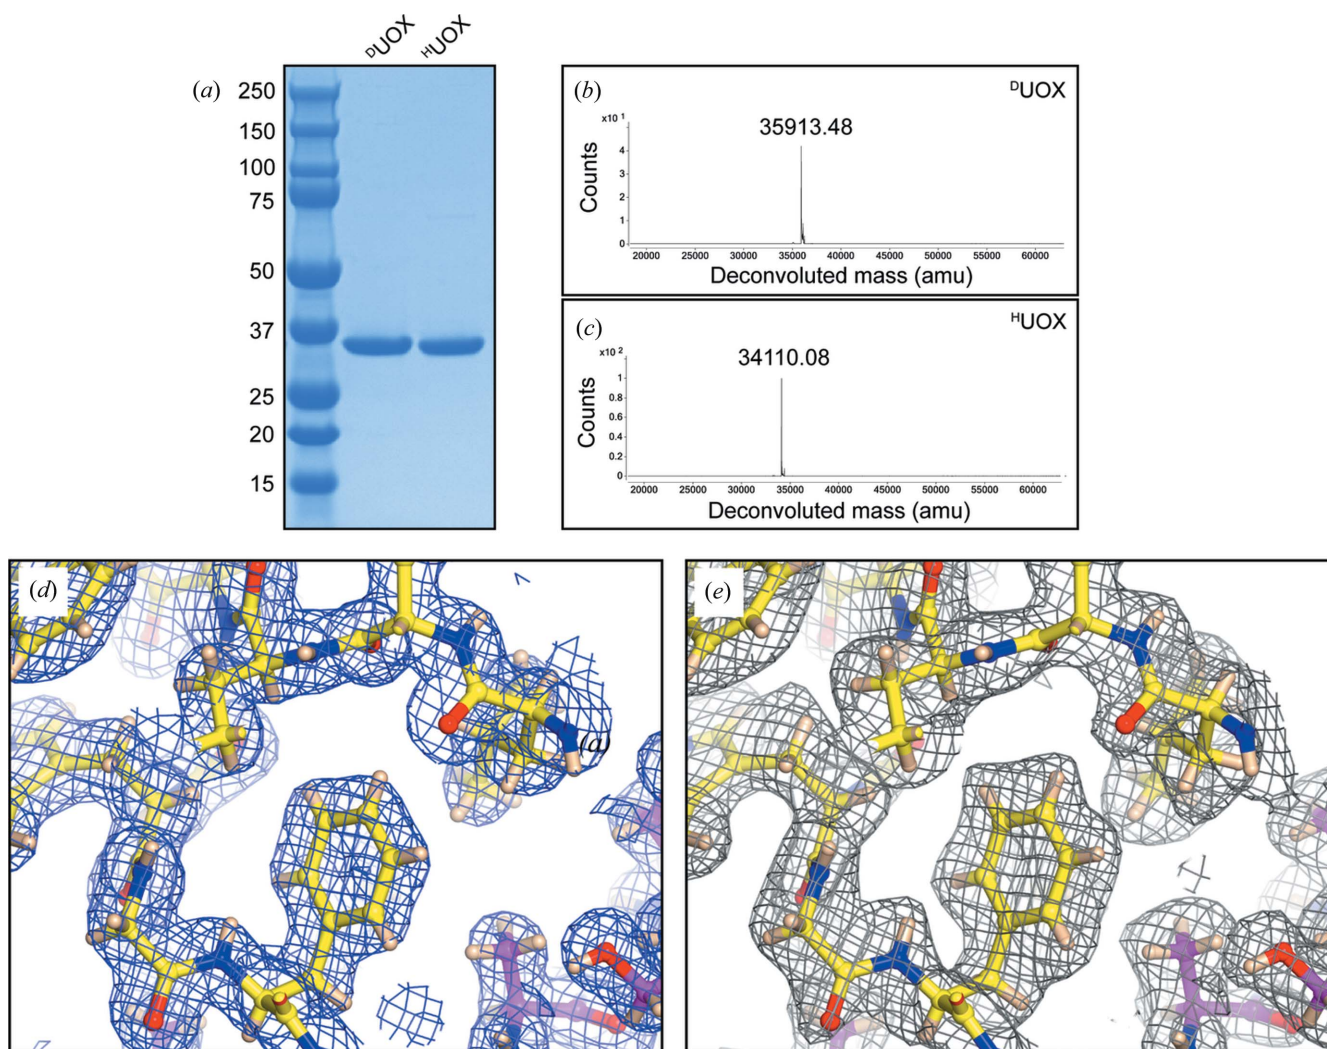 ᴰUOX ᴴUOX
(a)
250
150
100
75
50
37
25
20
15
(b)
ᴰUOX
x10 1
35913.48
Counts
4
3
2
1
0
20000 25000 30000 35000 40000 45000 50000 55000 60000
Deconvoluted mass (amu)
(c)
ᴴUOX
x10 2
34110.08
Counts
1
0.8
0.6
0.4
0.2
0
20000 25000 30000 35000 40000 45000 50000 55000 60000
Deconvoluted mass (amu)
(d)
(a)
(e)